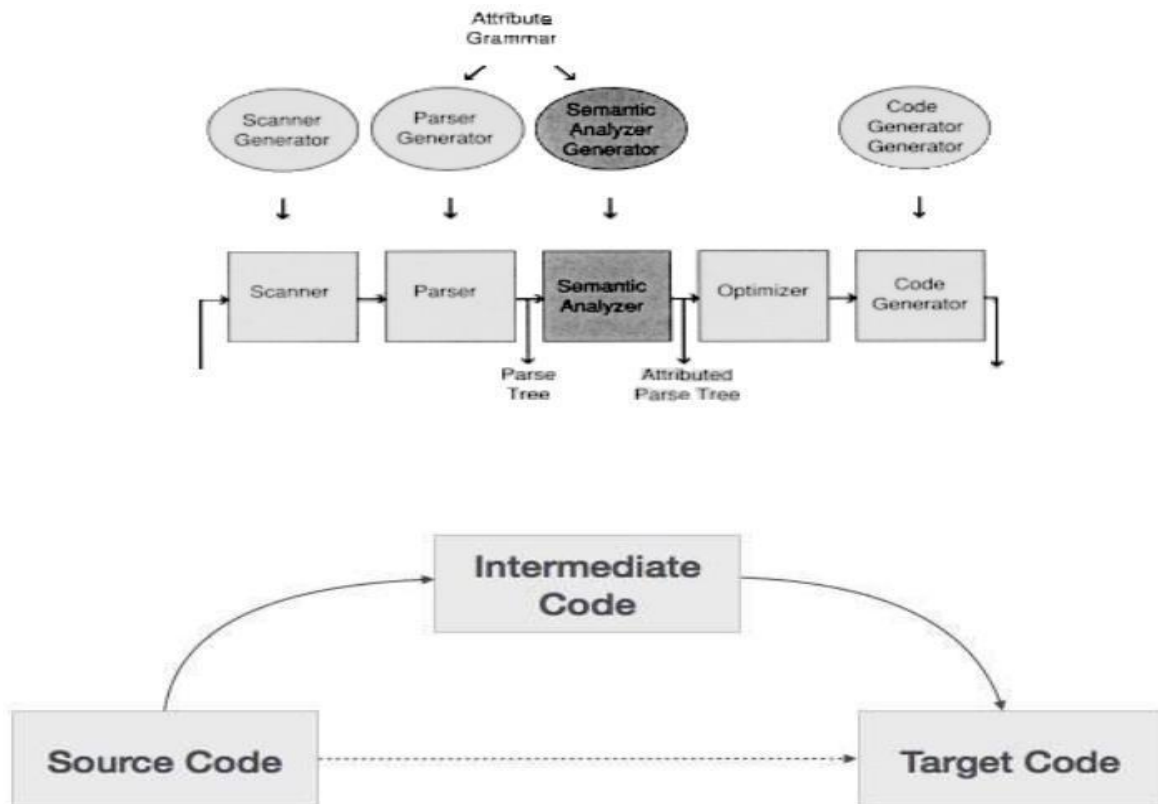 Attribute
Grammar
Scanner
Generator
Parser
Generator
Semantic
Analyzer
Generator
Code
Generator
Generator
Scanner
Parser
Semantic
Analyzer
Optimizer
Code
Generator
Parse
Tree
Attributed
Parse Tree
Intermediate
Code
Source Code
Target Code